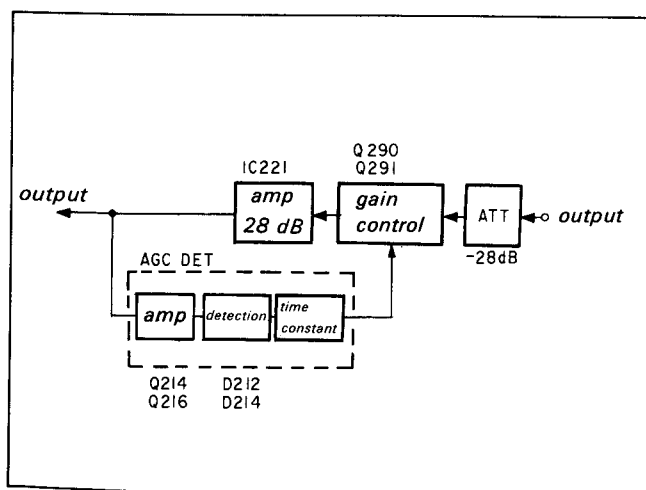 Q290
IC221
Q291
output
amp
28 dB
gain
control
ATT
output
-28dB
AGC DET
amp
detection
time
constant
Q214
D212
Q216
D214